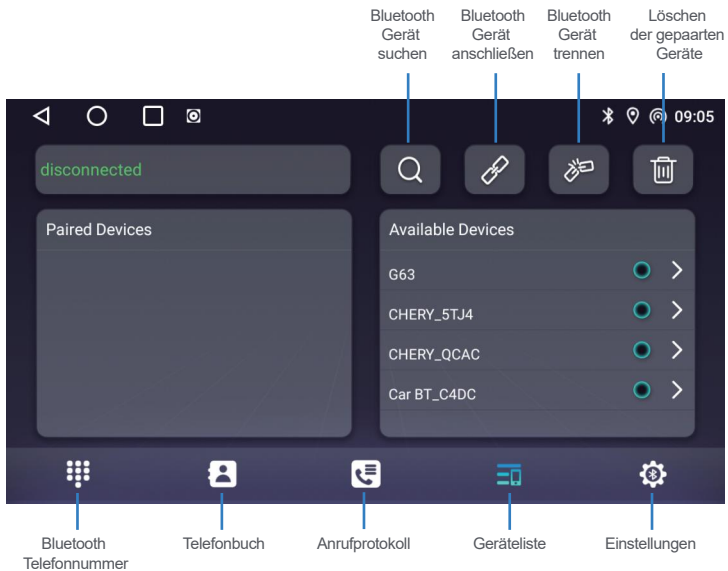 Bluetooth Gerät suchen
Bluetooth Gerät anschließen
Bluetooth Gerät trennen
Löschen der gepaarten Geräte
09:05
disconnected
Paired Devices
Available Devices
G63
CHERY_5TJ4
CHERY_QCAC
Car BT_C4DC
Bluetooth Telefonnummer
Telefonbuch
Anrufprotokoll
Geräteliste
Einstellungen